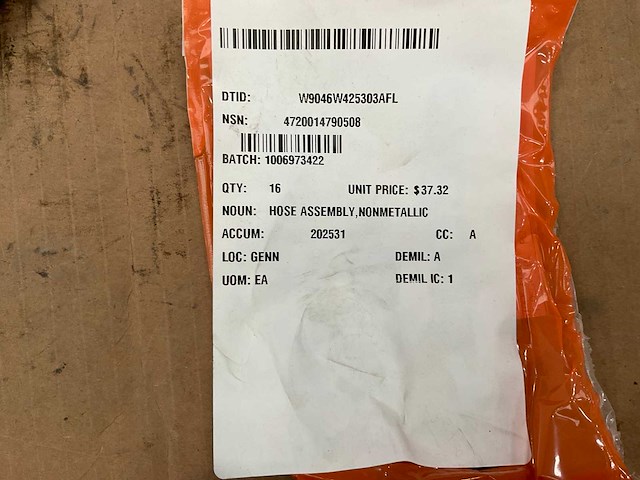 DTID: W9046W425303AFL
NSN: 4720014790508
BATCH: 1006973422
QTY: 16 UNIT PRICE: $37.32
NOUN: HOSE ASSEMBLY,NONMETALLIC
ACCUM: 202531 CC: A
LOC: GENN DEMIL: A
UOM: EA DEMIL IC: 1